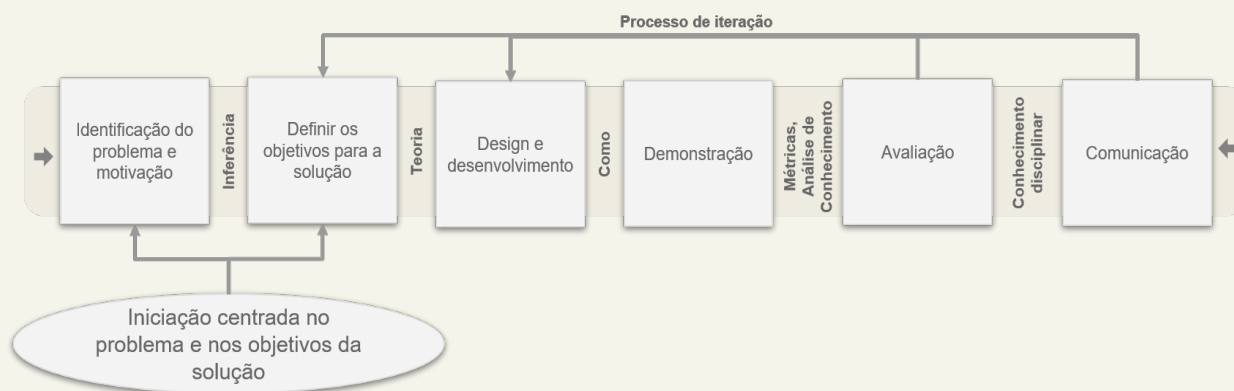 Processo de iteração
Identificação do
problema e
motivação
Inferência
Definir os
objetivos para a
solução
Teoria
Design e
desenvolvimento
Como
Demonstração
Métricas,
Análise de
Conhecimento
Avaliação
Conhecimento
disciplinar
Comunicação
Iniciação centrada no
problema e nos objetivos da
solução